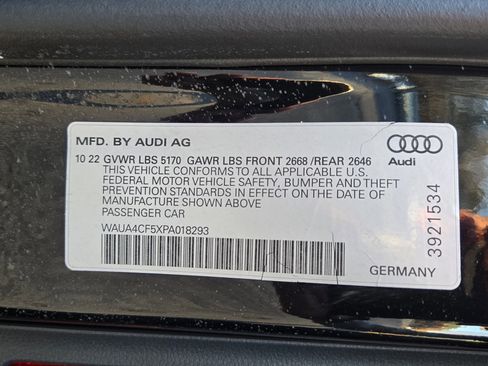 MFD. BY AUDI AG
10 22 GVWR LBS 5170 GAWR LBS FRONT 2668 /REAR 2646
THIS VEHICLE CONFORMS TO ALL APPLICABLE U.S.
FEDERAL MOTOR VEHICLE SAFETY, BUMPER AND THEFT
PREVENTION STANDARDS IN EFFECT ON THE DATE OF
MANUFACTURE SHOWN ABOVE
PASSENGER CAR
WAUA4CF5XPA018293
Audi
3921534
GERMANY